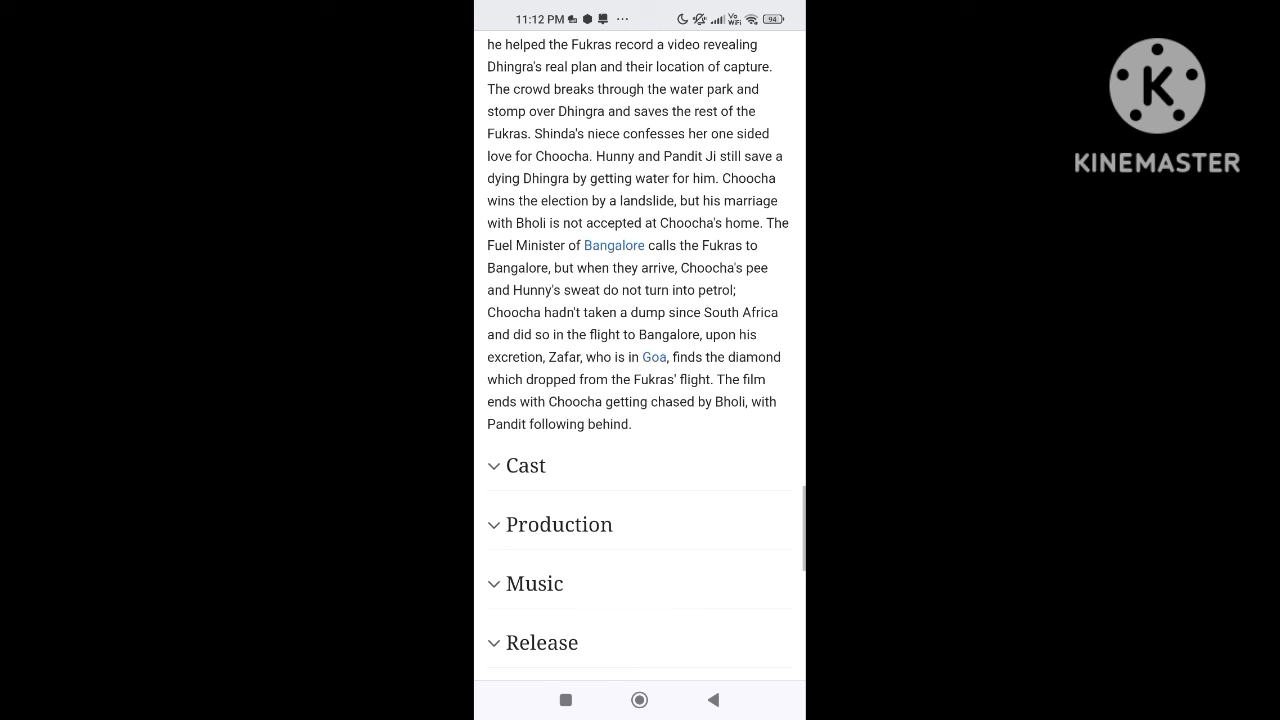 11:12 PM
Vo
WiFi
94
he helped the Fukras record a video revealing
Dhingra's real plan and their location of capture.
The crowd breaks through the water park and
stomp over Dhingra and saves the rest of the
Fukras. Shinda's niece confesses her one sided
love for Choocha. Hunny and Pandit Ji still save a
dying Dhingra by getting water for him. Choocha
wins the election by a landslide, but his marriage
with Bholi is not accepted at Choocha's home. The
Fuel Minister of Bangalore calls the Fukras to
Bangalore, but when they arrive, Choocha's pee
and Hunny's sweat do not turn into petrol;
Choocha hadn't taken a dump since South Africa
and did so in the flight to Bangalore, upon his
excretion, Zafar, who is in Goa, finds the diamond
which dropped from the Fukras' flight. The film
ends with Choocha getting chased by Bholi, with
Pandit following behind.
Cast
Production
Music
Release
K
KINEMASTER